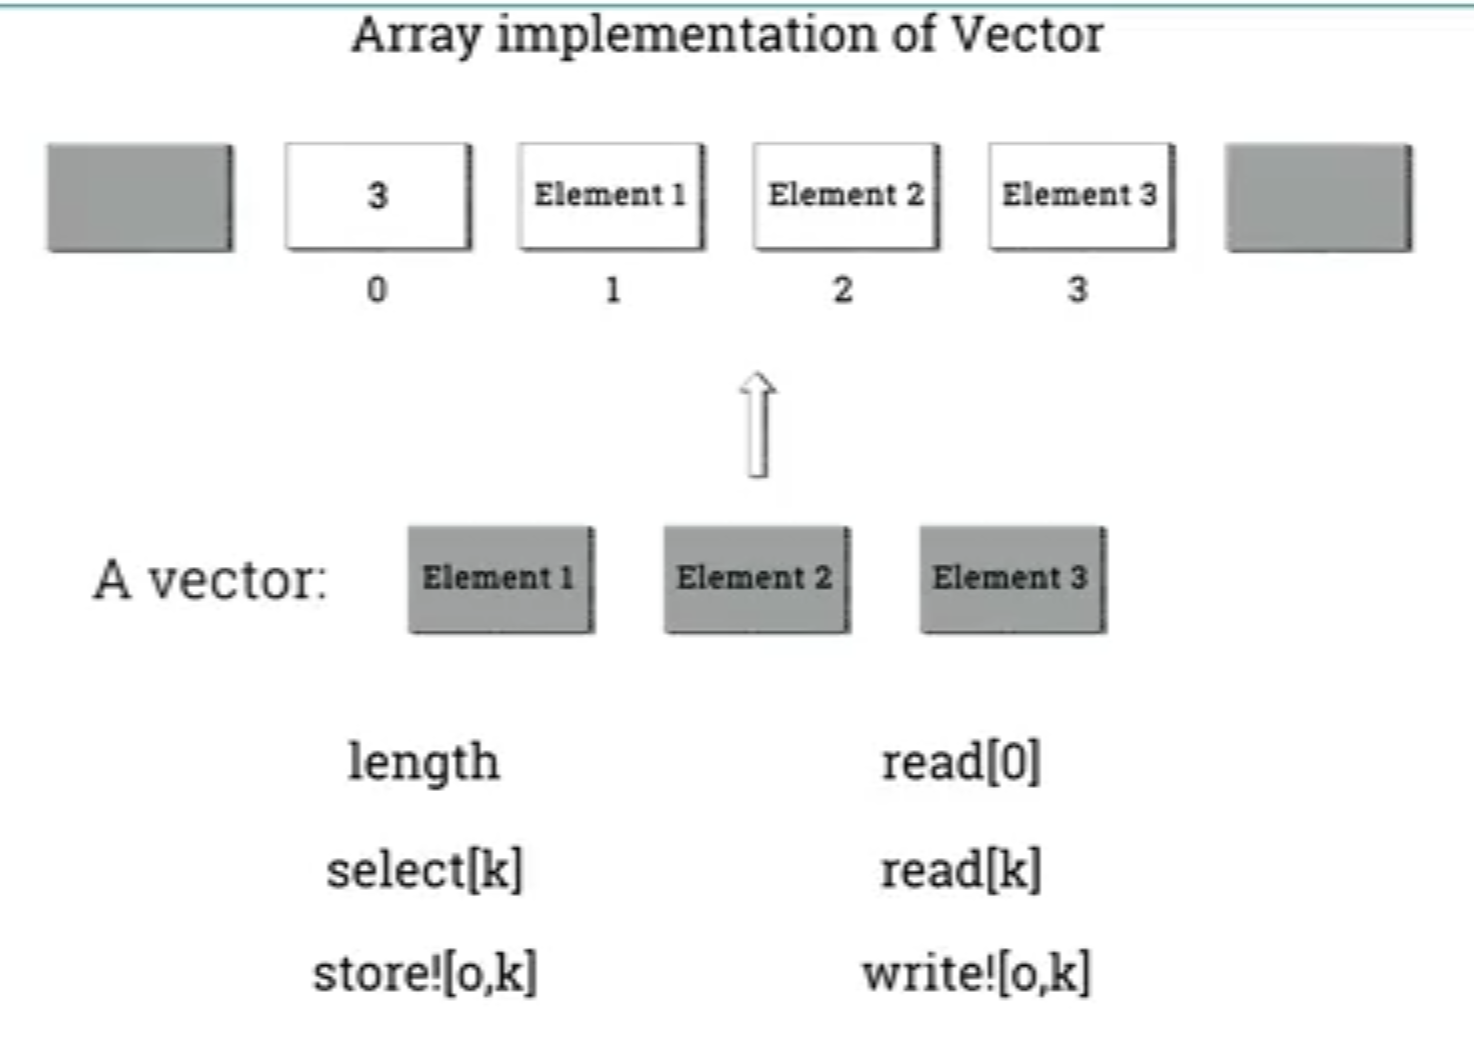 Array implementation of Vector
3 Element 1 Element 2 Element 3
0 1 2 3
A vector: Element 1 Element 2 Element 3
length read[0]
select[k] read[k]
store![o,k] write![o,k]